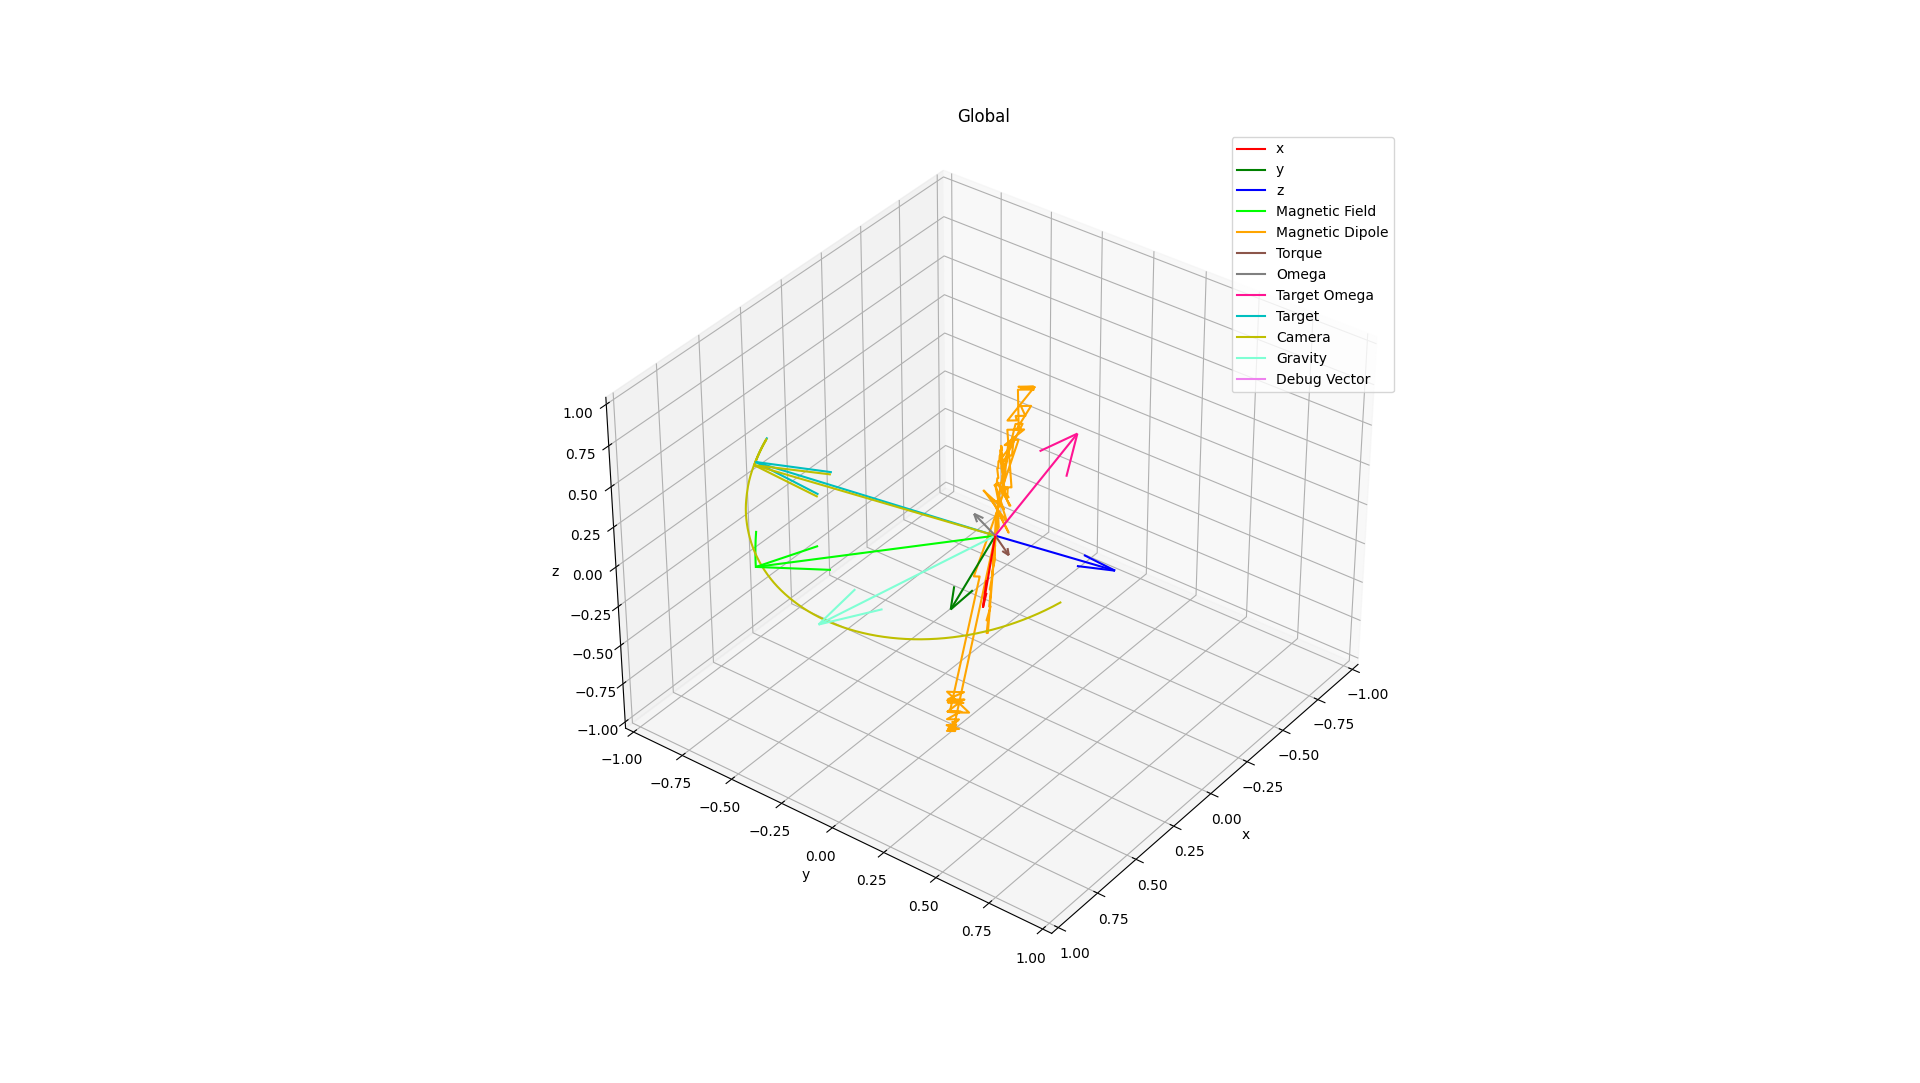 Global
x
y
z
Magnetic Field
Magnetic Dipole
Torque
Omega
Target Omega
Target
Camera
Gravity
Debug Vector
1.00
0.75
0.50
0.25
z 0.00
−0.25
−0.50
−0.75
−1.00
−1.00
−0.75
−0.50
−0.25
0.00
y
0.25
0.50
0.75
1.00
−1.00
−0.75
−0.50
−0.25
0.00
x
0.25
0.50
0.75
1.00